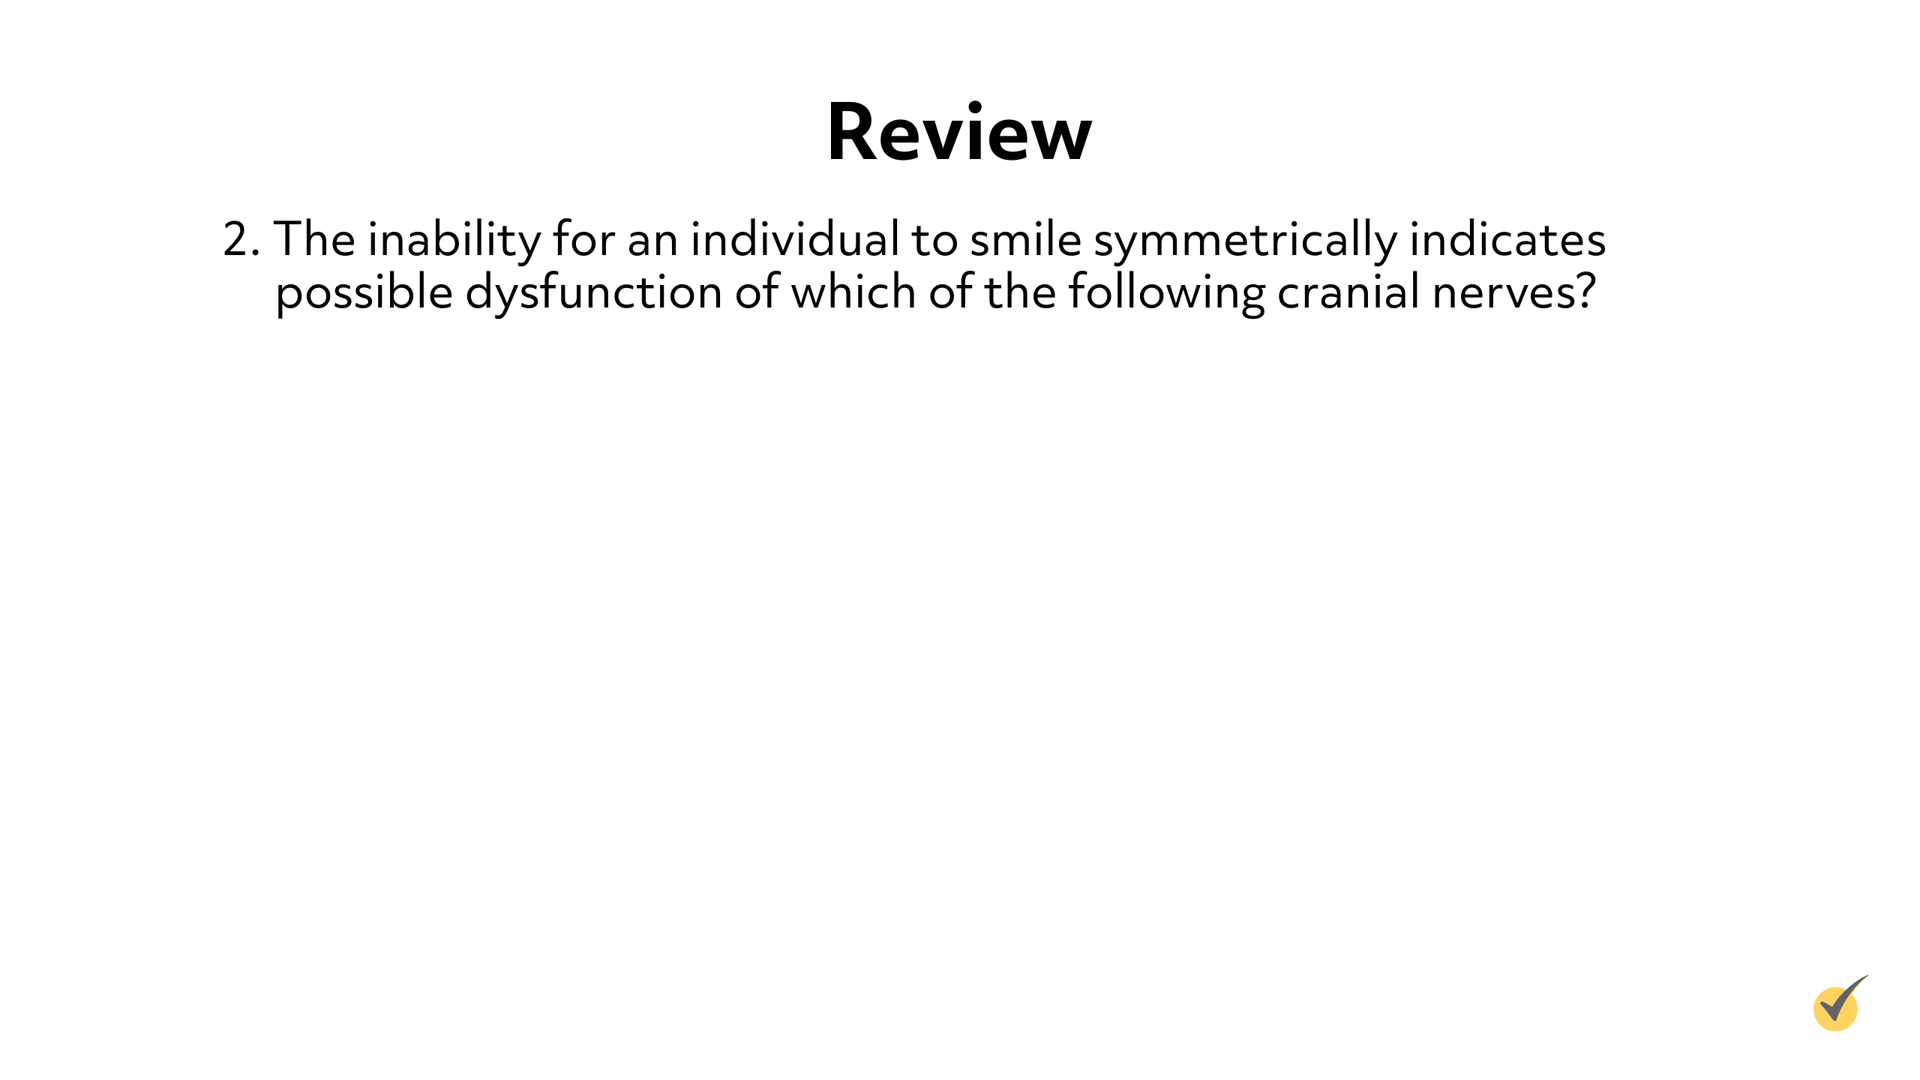 Review
2. The inability for an individual to smile symmetrically indicates
possible dysfunction of which of the following cranial nerves?